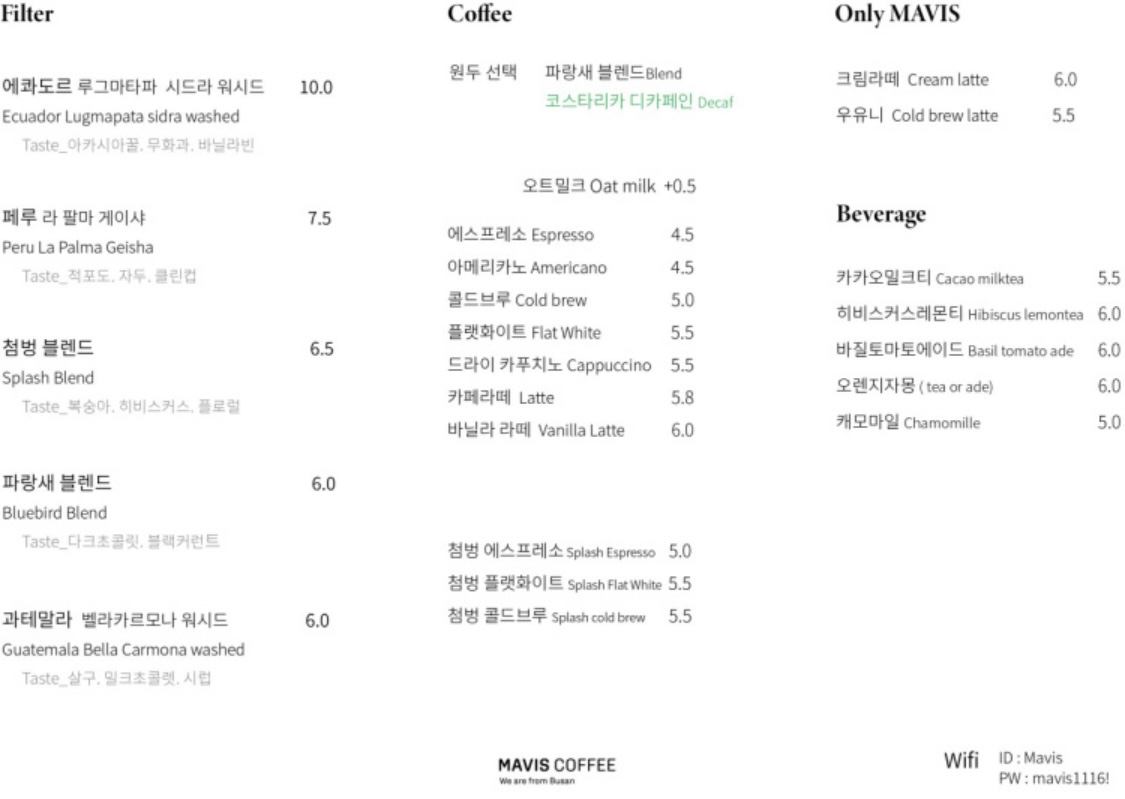 Filter
에콰도르 루그마타파 시드라 워시드 10.0
Ecuador Lugmapata sidra washed
Taste_아카시아꿀. 무화과. 바닐라빈
페루 라 팔마 게이샤 7.5
Peru La Palma Geisha
Taste_적포도. 자두. 클린컵
첨벙 블렌드 6.5
Splash Blend
Taste_복숭아. 히비스커스. 플로럴
파랑새 블렌드 6.0
Bluebird Blend
Taste_다크초콜릿. 블랙커런트
과테말라 벨라카르모나 워시드 6.0
Guatemala Bella Carmona washed
Taste_살구. 밀크초콜렛. 시럽
Coffee
원두 선택 파랑새 블렌드Blend
코스타리카 디카페인 Decaf
오트밀크 Oat milk +0.5
에스프레소 Espresso 4.5
아메리카노 Americano 4.5
콜드브루 Cold brew 5.0
플랫화이트 Flat White 5.5
드라이 카푸치노 Cappuccino 5.5
카페라떼 Latte 5.8
바닐라 라떼 Vanilla Latte 6.0
첨벙 에스프레소 Splash Espresso 5.0
첨벙 플랫화이트 Splash Flat White 5.5
첨벙 콜드브루 Splash cold brew 5.5
Only MAVIS
크림라떼 Cream latte 6.0
우유니 Cold brew latte 5.5
Beverage
카카오밀크티 Cacao milktea 5.5
히비스커스레몬티 Hibiscus lemontea 6.0
바질토마토에이드 Basil tomato ade 6.0
오렌지자몽 ( tea or ade) 6.0
캐모마일 Chamomille 5.0
MAVIS COFFEE
We are from Busan
Wifi ID : Mavis
PW : mavis1116!